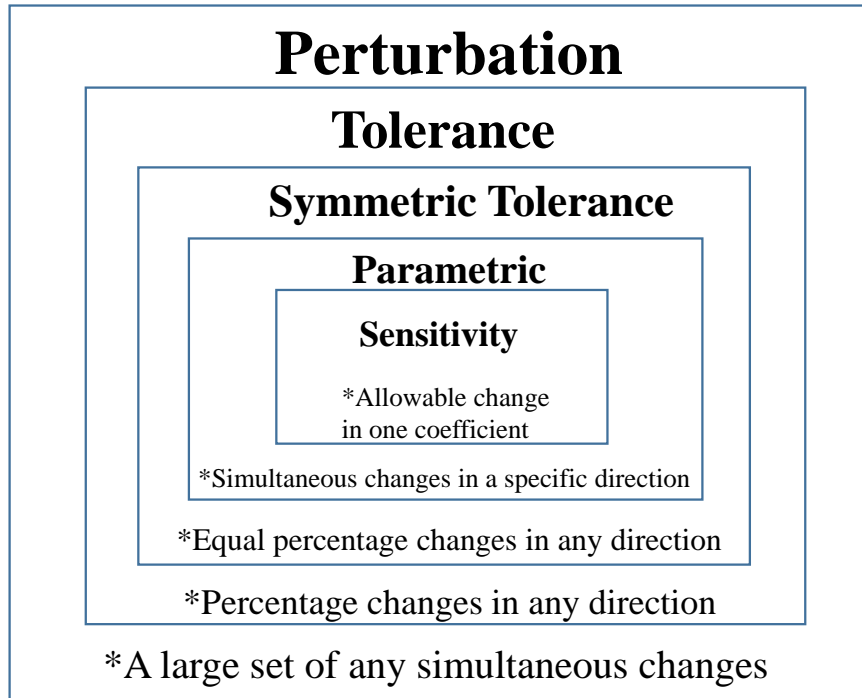 Perturbation
Tolerance
Symmetric Tolerance
Parametric
Sensitivity
*Allowable change
in one coefficient
*Simultaneous changes in a specific direction
*Equal percentage changes in any direction
*Percentage changes in any direction
*A large set of any simultaneous changes